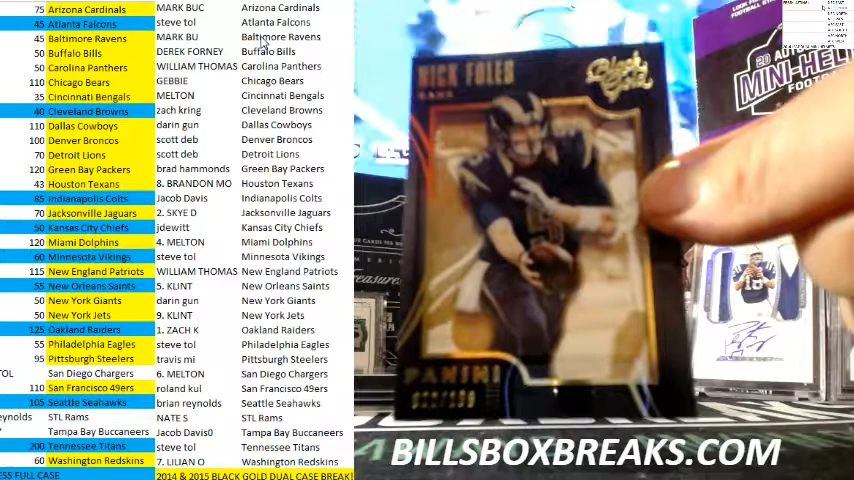 75 Arizona Cardinals MARK BUC Arizona Cardinals
45 Atlanta Falcons steve tol Atlanta Falcons
45 Baltimore Ravens MARK BU Baltimore Ravens
50 Buffalo Bills DEREK FORNEY Buffalo Bills
50 Carolina Panthers WILLIAM THOMAS Carolina Panthers
110 Chicago Bears GEBBIE Chicago Bears
35 Cincinnati Bengals MELTON Cincinnati Bengals
40 Cleveland Browns zach kring Cleveland Browns
110 Dallas Cowboys darin gun Dallas Cowboys
100 Denver Broncos scott deb Denver Broncos
70 Detroit Lions scott deb Detroit Lions
120 Green Bay Packers brad hammonds Green Bay Packers
43 Houston Texans 8. BRANDON MO Houston Texans
85 Indianapolis Colts Jacob Davis Indianapolis Colts
70 Jacksonville Jaguars 2. SKYE D Jacksonville Jaguars
50 Kansas City Chiefs jdewitt Kansas City Chiefs
120 Miami Dolphins 4. MELTON Miami Dolphins
60 Minnesota Vikings steve tol Minnesota Vikings
115 New England Patriots WILLIAM THOMAS New England Patriots
55 New Orleans Saints 5. KLINT New Orleans Saints
50 New York Giants darin gun New York Giants
50 New York Jets 9. KLINT New York Jets
125 Oakland Raiders 1. ZACH K Oakland Raiders
55 Philadelphia Eagles steve tol Philadelphia Eagles
95 Pittsburg Steelers travis mi Pittsburg Steelers
TOL San Diego Chargers 6. MELTON San Diego Chargers
110 San Francisco 49ers roland kul San Francisco 49ers
105 Seattle Seahawks brian reynolds Seattle Seahawks
eynolds STL Rams NATE S STL Rams
Tampa Bay Buccaneers Jacob Davis0 Tampa Bay Buccaneers
200 Tennessee Titans steve tol Tennessee Titans
60 Washington Redskins 7. LILIAN O Washington Redskins
ESS FULL CASE 2014 & 2015 BLACK GOLD DUAL CASE BREAK
NICK FOLES
RAMS
Black Gold
PANINI
20 AUTO
MINI-HEL
FOOTB
18
BILLSBOXBREAKS.COM